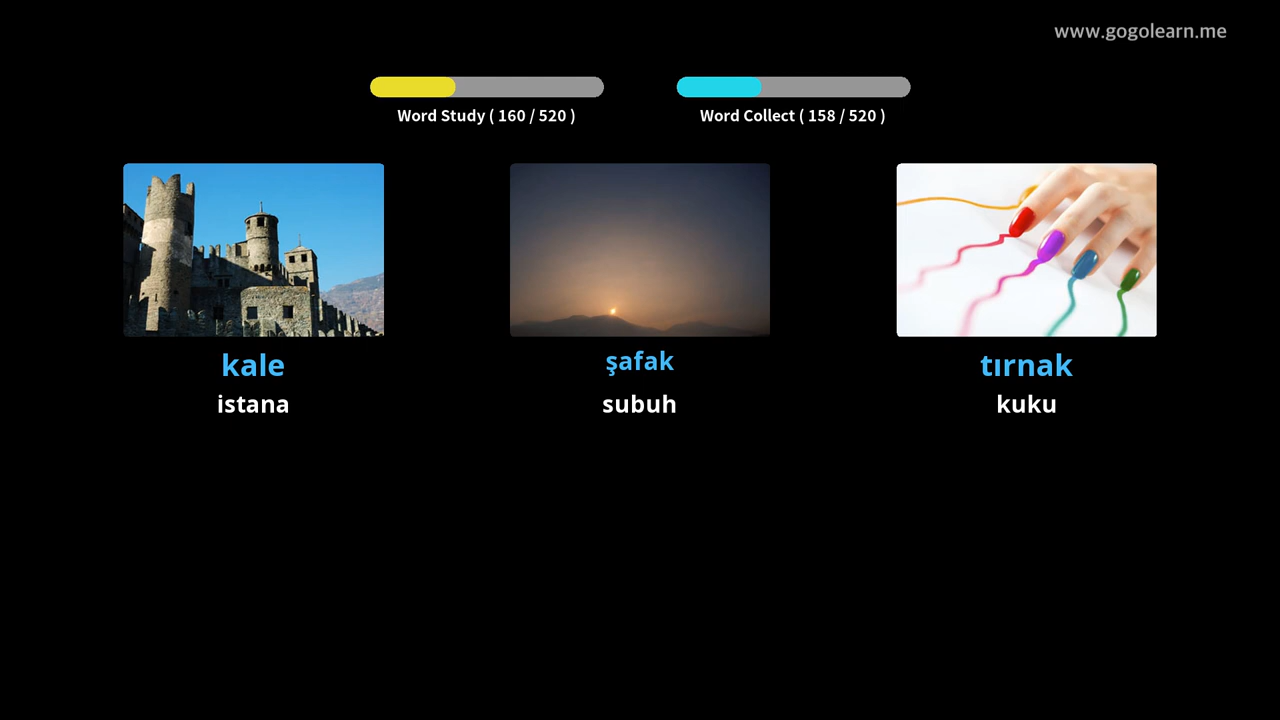 www.gogolearn.me
Word Study ( 160 / 520 )
Word Collect ( 158 / 520 )
kale
istana
şafak
subuh
tırnak
kuku